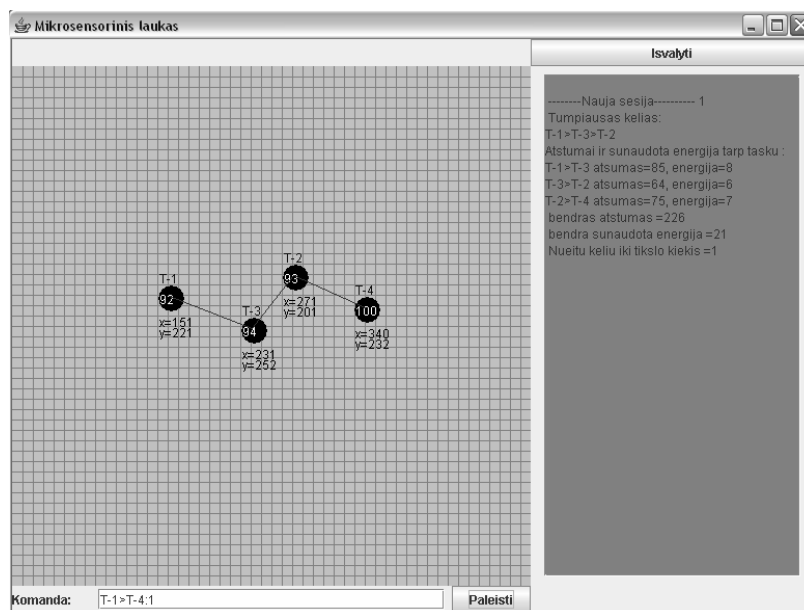 Mikrosensorinis laukas
Isvalyti
--------Nauja sesija---------- 1
Tumpiausas kelias:
T-1>T-3>T-2
Atstumai ir sunaudota energija tarp tasku :
T-1>T-3 atsumas=85, energija=8
T-3>T-2 atsumas=64, energija=6
T-2>T-4 atsumas=75, energija=7
bendras atstumas =226
bendra sunaudota energija =21
Nueitu keliu iki tikslo kiekis =1
T-1
92
x=151
y=221
T-3
94
x=231
y=252
T-2
93
x=271
y=201
T-4
100
x=340
y=232
Komanda:
T-1>T-4:1
Paleisti